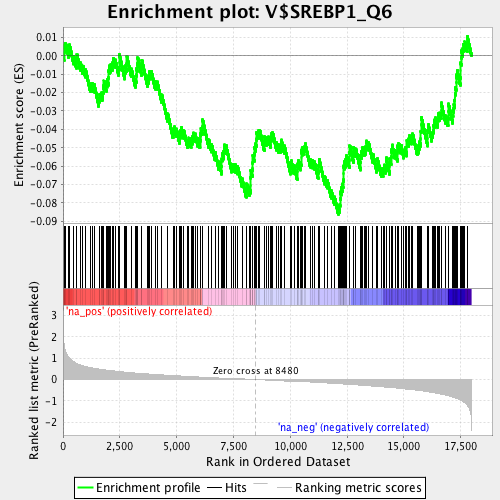 Enrichment plot: V$SREBP1_Q6
Enrichment score (ES)
0.01
0.00
-0.01
-0.02
-0.03
-0.04
-0.05
-0.06
-0.07
-0.08
-0.09
'na_pos' (positively correlated)
Ranked list metric (PreRanked)
3
2
1
0
-1
-2
Zero cross at 8480
'na_neg' (negatively correlated)
0
2,500
5,000
7,500
10,000
12,500
15,000
17,500
Rank in Ordered Dataset
Enrichment profile
Hits
Ranking metric scores